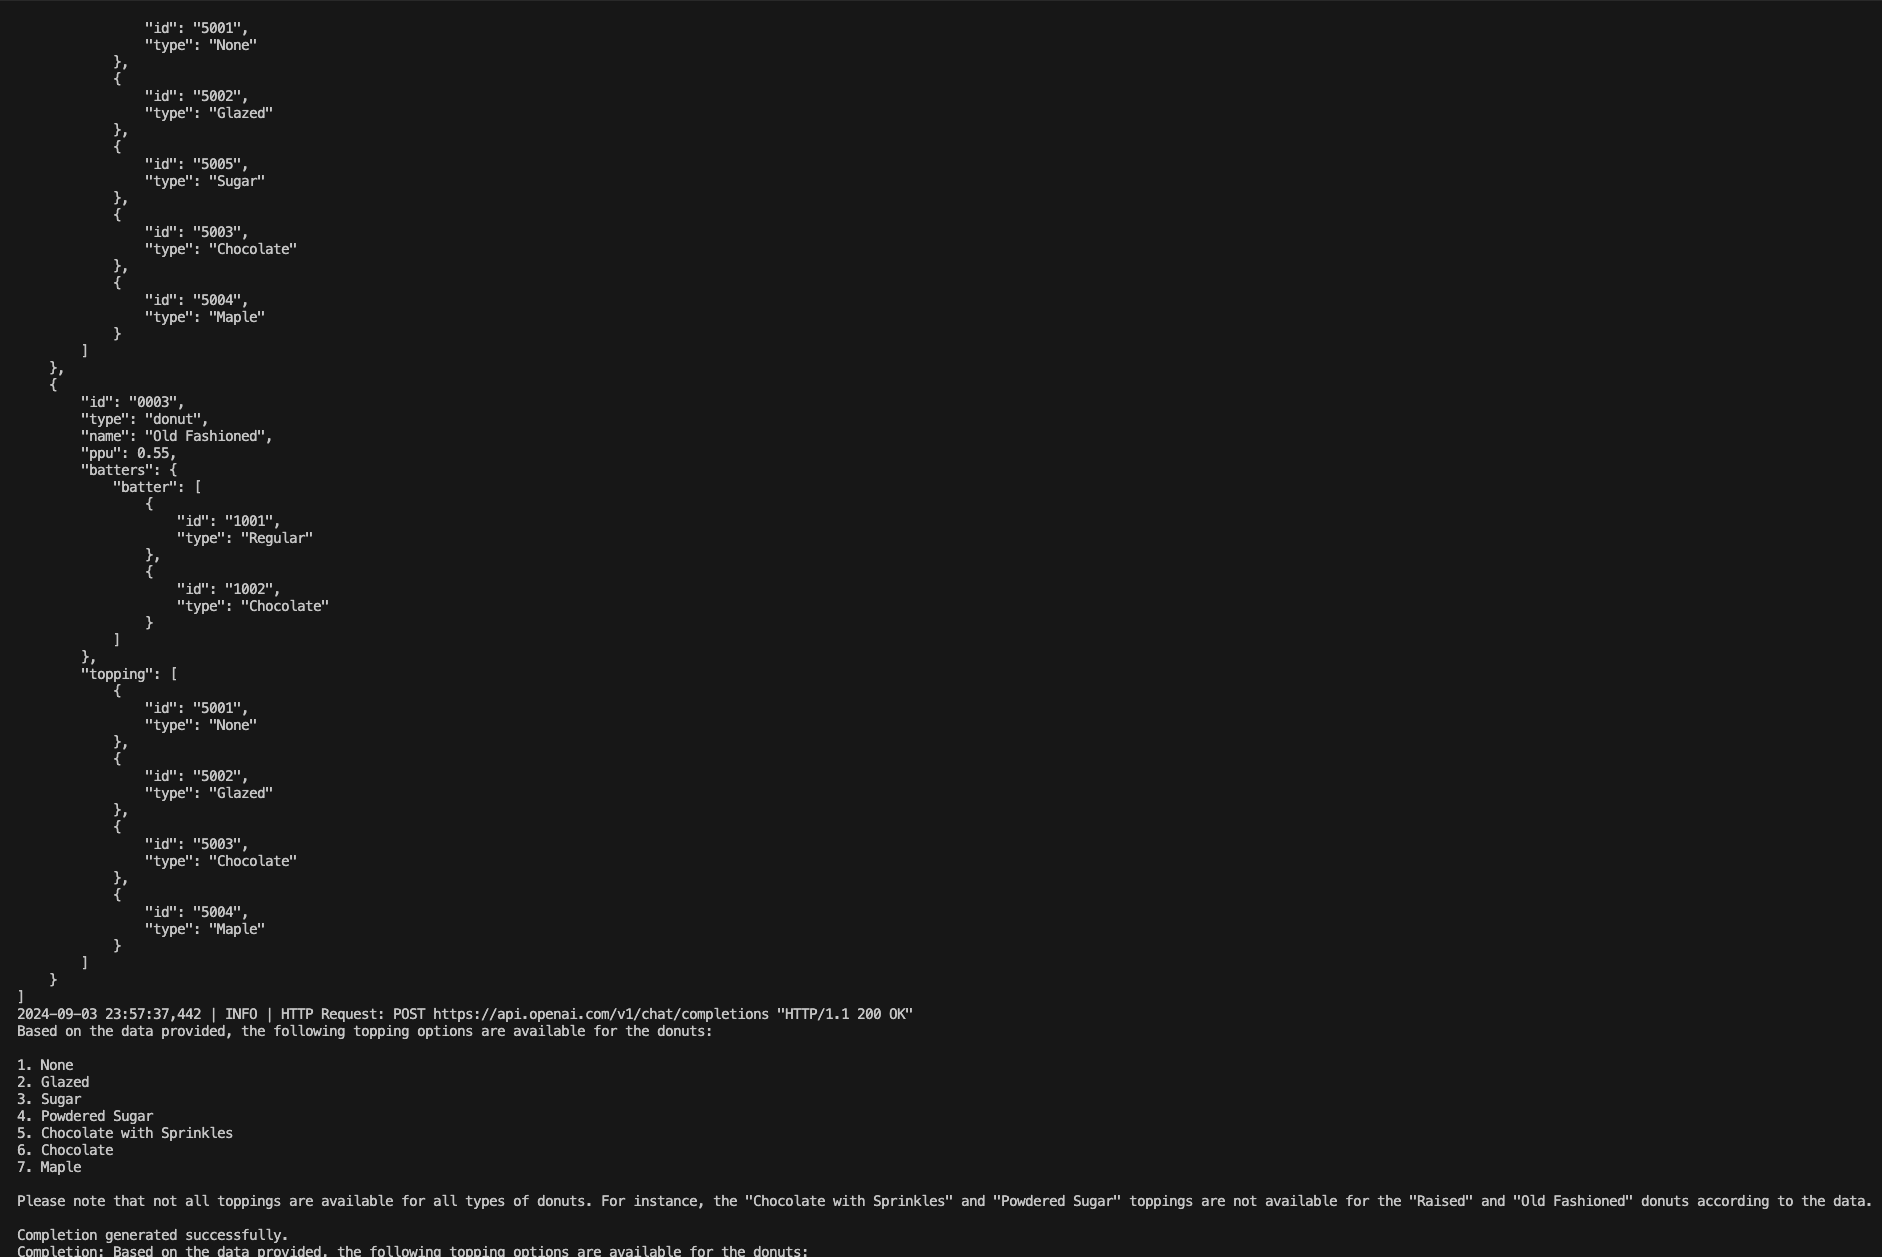 "id": "5001",
"type": "None"
},
{
"id": "5002",
"type": "Glazed"
},
{
"id": "5005",
"type": "Sugar"
},
{
"id": "5003",
"type": "Chocolate"
},
{
"id": "5004",
"type": "Maple"
}
]
},
{
"id": "0003",
"type": "donut",
"name": "Old Fashioned",
"ppu": 0.55,
"batters": {
"batter": [
{
"id": "1001",
"type": "Regular"
},
{
"id": "1002",
"type": "Chocolate"
}
]
},
"topping": [
{
"id": "5001",
"type": "None"
},
{
"id": "5002",
"type": "Glazed"
},
{
"id": "5003",
"type": "Chocolate"
},
{
"id": "5004",
"type": "Maple"
}
]
}
]
2024-09-03 23:57:37,442 | INFO | HTTP Request: POST https://api.openai.com/v1/chat/completions "HTTP/1.1 200 OK"
Based on the data provided, the following topping options are available for the donuts:
1. None
2. Glazed
3. Sugar
4. Powdered Sugar
5. Chocolate with Sprinkles
6. Chocolate
7. Maple
Please note that not all toppings are available for all types of donuts. For instance, the "Chocolate with Sprinkles" and "Powdered Sugar" toppings are not available for the "Raised" and "Old Fashioned" donuts according to the data.
Completion generated successfully.
Completion: Based on the data provided, the following topping options are available for the donuts: